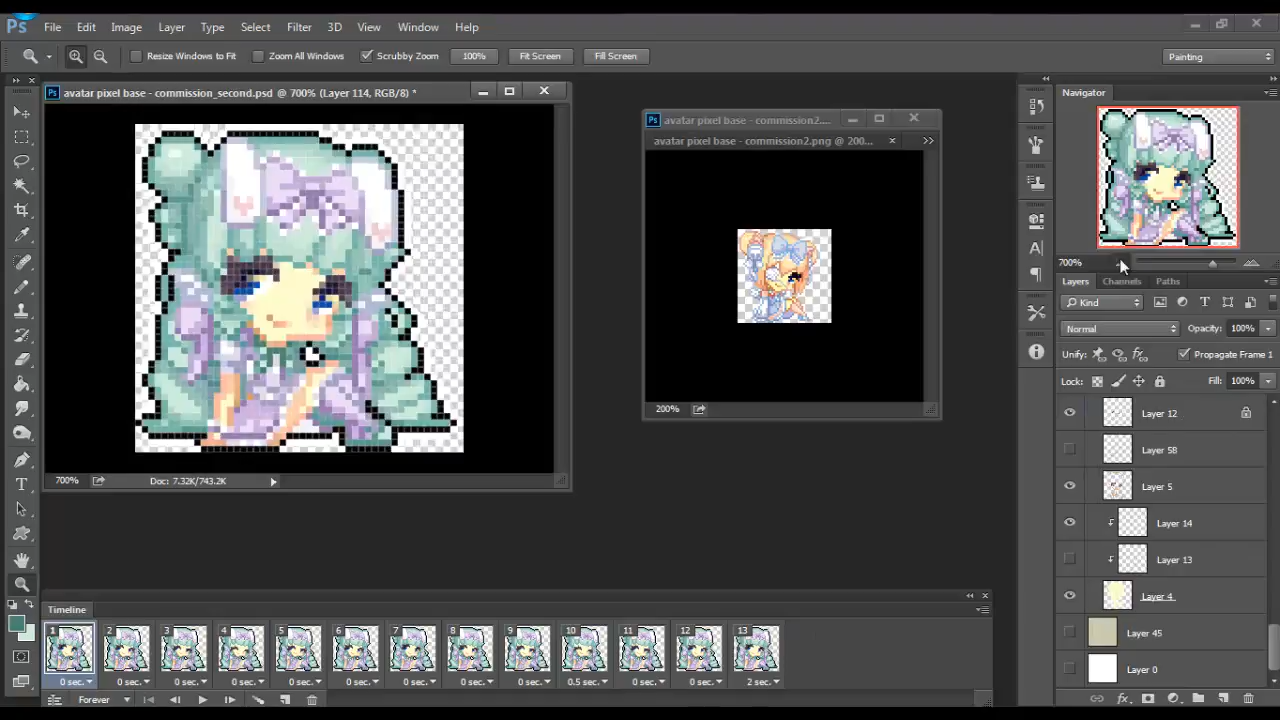 Ps File Edit Image Layer Type Select Filter 3D View Window Help
Resize Windows to Fit Zoom All Windows Scrubby Zoom 100% Fit Screen Fill Screen Painting
Ps avatar pixel base - commission_second.psd @ 700% (Layer 114, RGB/8) *
Ps avatar pixel base - commission2....
avatar pixel base - commission2.png @ 200...
200%
700% Doc: 7.32K/743.2K
Navigator
700%
Layers Channels Paths
Kind
Normal Opacity: 100%
Unify: Propagate Frame 1
Lock: Fill: 100%
Layer 12
Layer 58
Layer 5
Layer 14
Layer 13
Layer 4
Layer 45
Layer 0
Timeline
1 2 3 4 5 6 7 8 9 10 11 12 13
0 sec. 0 sec. 0 sec. 0 sec. 0 sec. 0 sec. 0 sec. 0 sec. 0 sec. 0.5 sec. 0 sec. 0 sec. 2 sec.
Forever